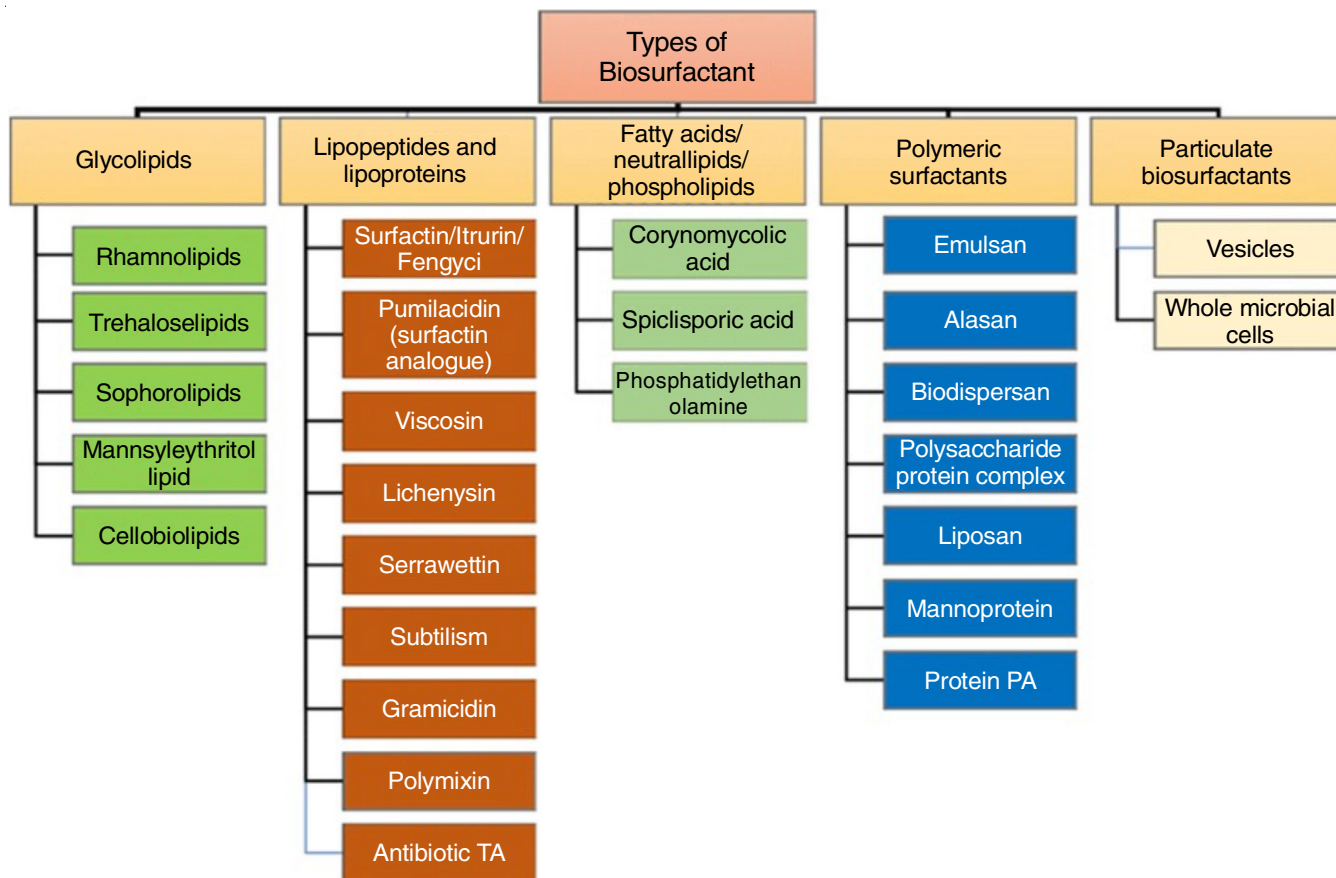 Types of
Biosurfactant
Glycolipids
Rhamnolipids
Trehaloselipids
Sophorolipids
Mannsyleythritol
lipid
Cellobiolipids
Lipopeptides and
lipoproteins
Surfactin/Itrurin/
Fengyci
Pumilacidin
(surfactin
analogue)
Viscosin
Lichenysin
Serrawettin
Subtilism
Gramicidin
Polymixin
Antibiotic TA
Fatty acids/
neutrallipids/
phospholipids
Corynomycolic
acid
Spiclisporic acid
Phosphatidylethan
olamine
Polymeric
surfactants
Emulsan
Alasan
Biodispersan
Polysaccharide
protein complex
Liposan
Mannoprotein
Protein PA
Particulate
biosurfactants
Vesicles
Whole microbial
cells